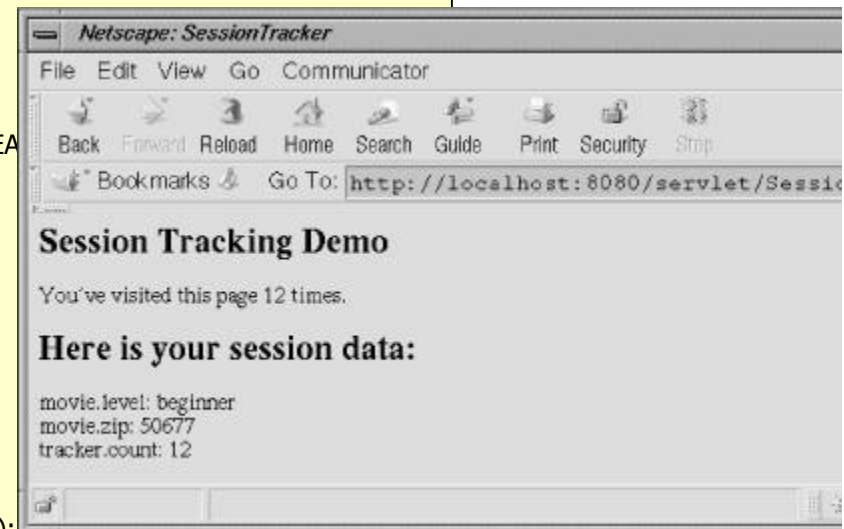 Netscape: SessionTracker
File Edit View Go Communicator
EA
Back Forward Reload Home Search Guide Print Security Stop
Bookmarks Go To: http://localhost:8080/servlet/Sessio
Session Tracking Demo
You've visited this page 12 times.
Here is your session data:
movie.level: beginner
movie.zip: 50677
tracker.count: 12
);